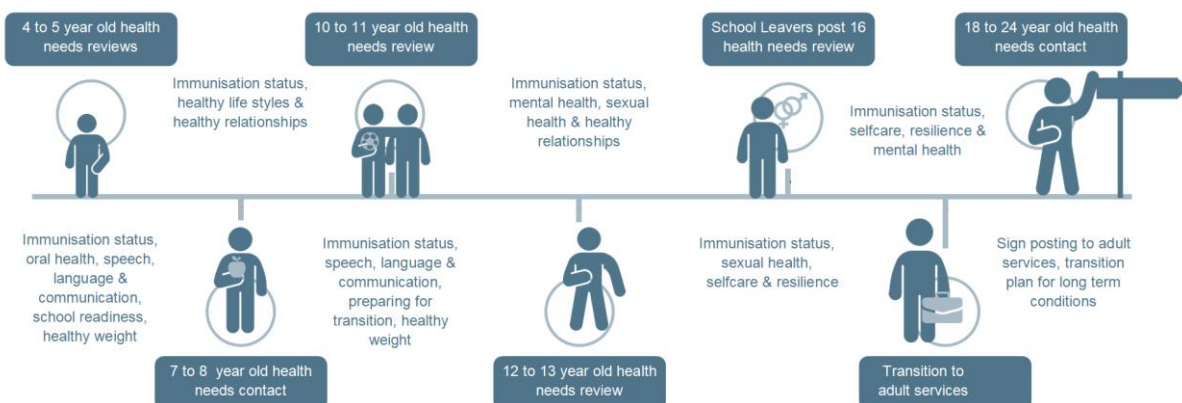 4 to 5 year old health
needs reviews
10 to 11 year old health
needs review
School Leavers post 16
health needs review
18 to 24 year old health
needs contact
Immunisation status,
healthy life styles &
healthy relationships
Immunisation status,
mental health, sexual
health & healthy
relationships
Immunisation status,
selfcare, resilience &
mental health
Immunisation status,
oral health, speech,
language &
communication,
school readiness,
healthy weight
Immunisation status,
speech, language &
communication,
preparing for
transition, healthy
weight
Immunisation status,
sexual health,
selfcare & resilience
Sign posting to adult
services, transition
plan for long term
conditions
7 to 8 year old health
needs contact
12 to 13 year old health
needs review
Transition to
adult services